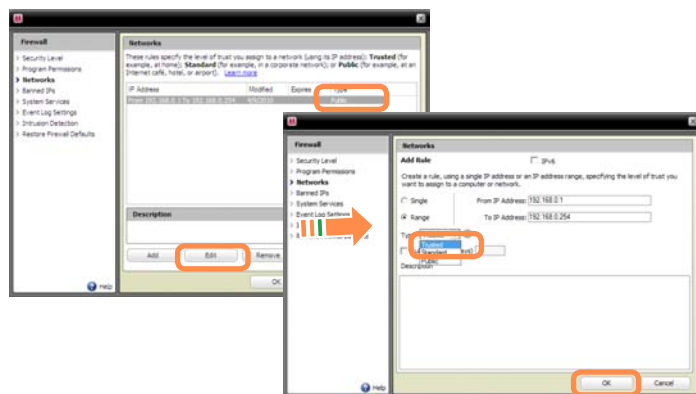 Firewall
Security Level
Program Permissions
Networks
Banned IPs
System Services
Event Log Settings
Intrusion Detection
Restore Firewall Defaults
Help
Networks
These rules specify the level of trust you assign to a network (using its IP address): Trusted (for
example, at home); Standard (for example, in a corporate network); or Public (for example, at an
Internet café, hotel, or airport). Learn more
IP Address Modified Expires Type
From 192.168.0.1 To 192.168.0.254 Public
Description
Add Edit Remove
OK
Firewall
Security Level
Program Permissions
Networks
Banned IPs
System Services
Event Log Settings
Help
Networks
Add Rule IPv6
Create a rule, using a single IP address or an IP address range, specifying the level of trust you
want to assign to a computer or network.
Single From IP Address: 192.168.0.1
Range To IP Address: 192.168.0.254
Trusted
Standard
Public
Description
OK Cancel